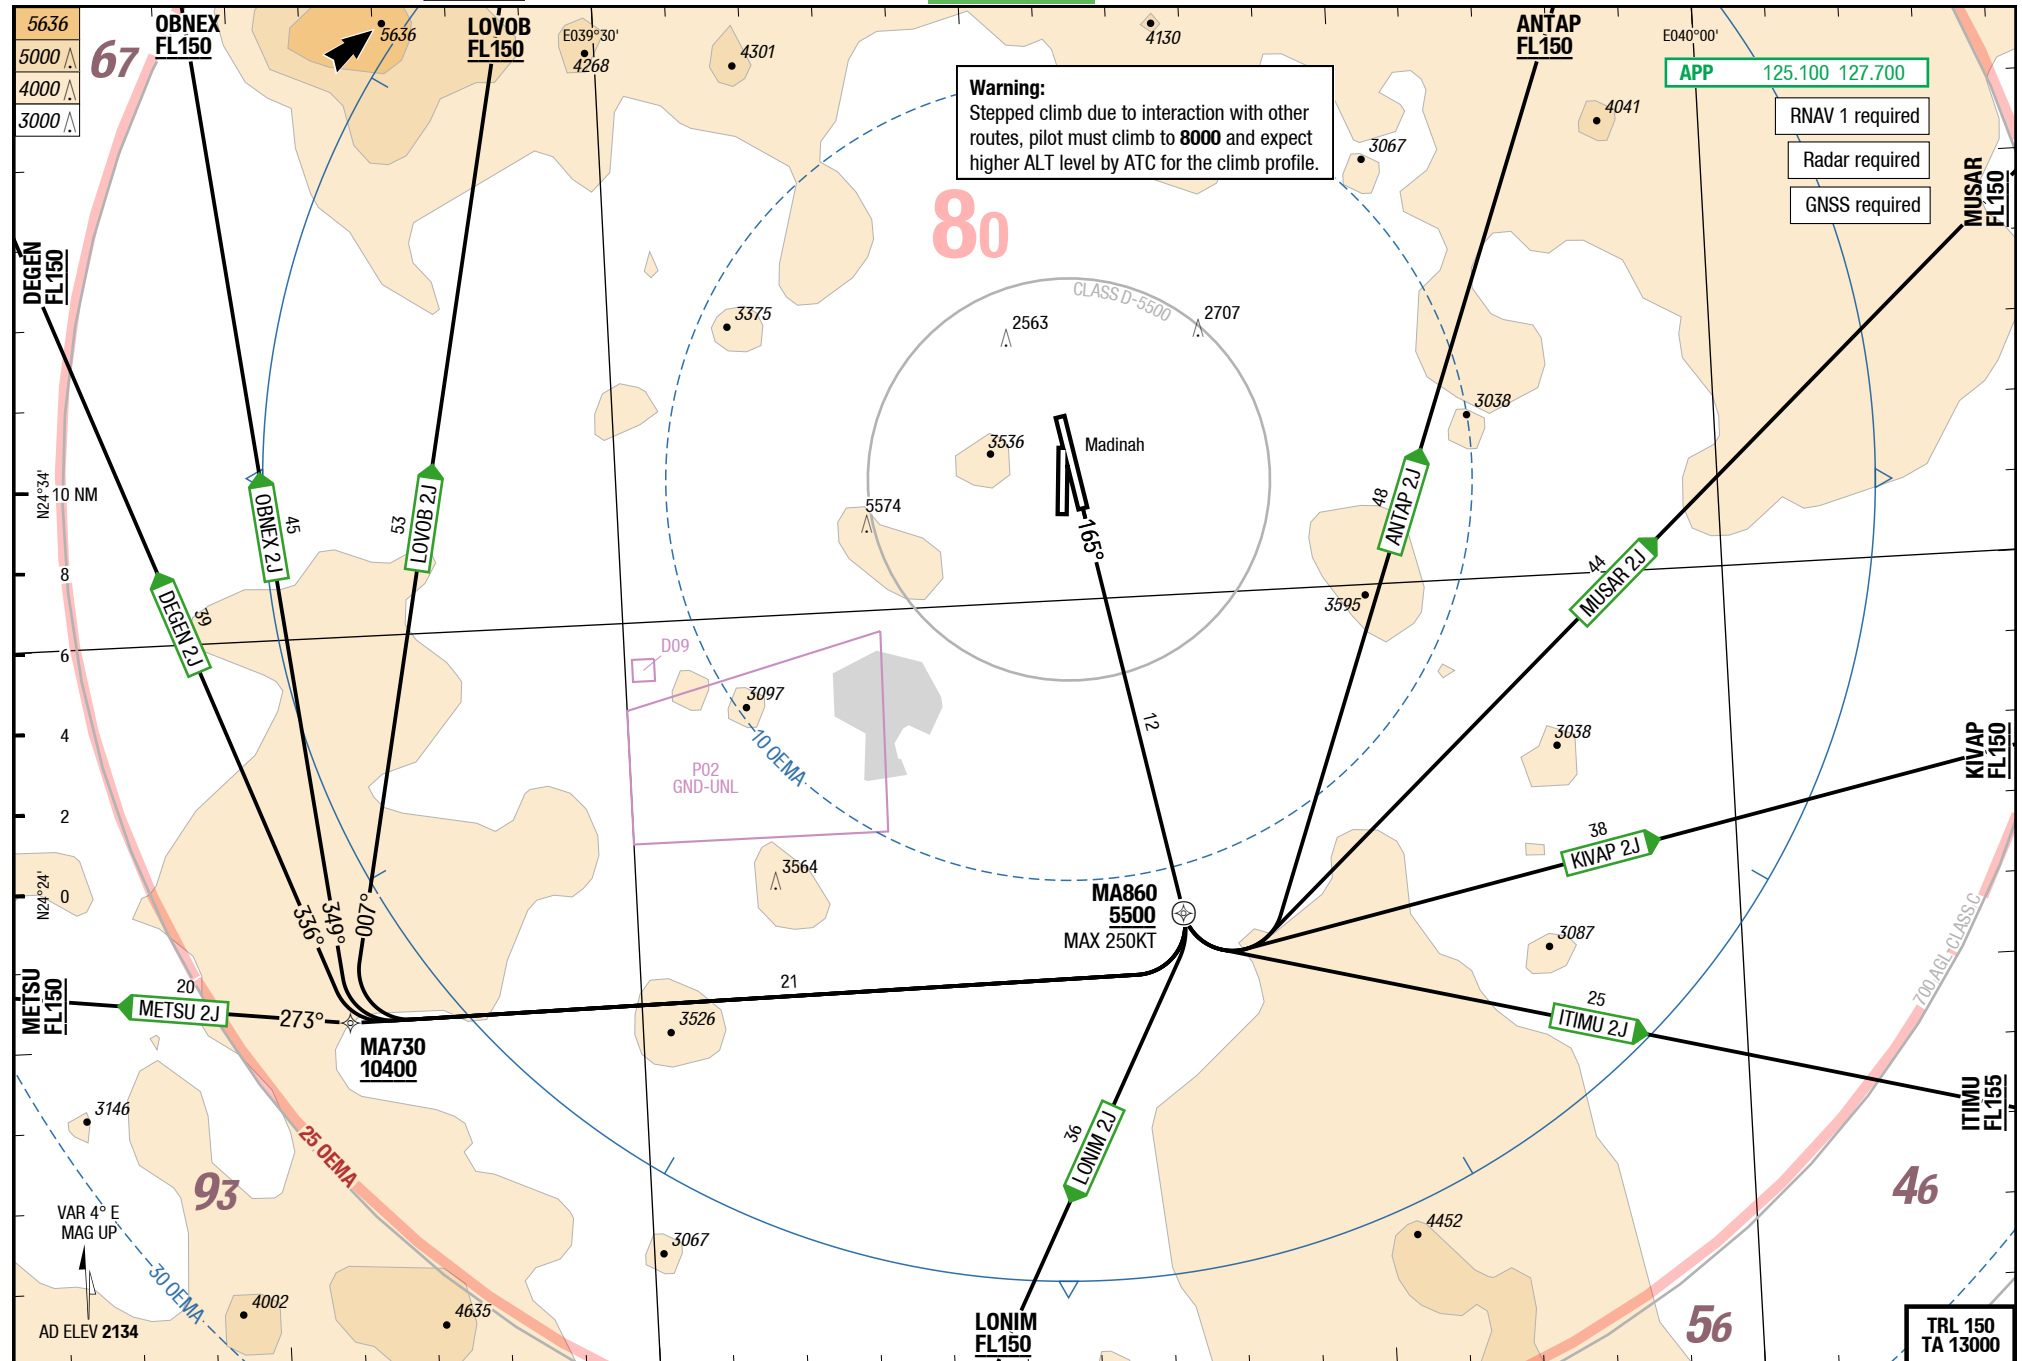 5636
5000
4000
3000
67
OBNEX
FL150
5636
LOVOB
FL150
E039°30'
4268
4301
4130
ANTAP
FL150
E040°00'
APP 125.100 127.700
RNAV 1 required
Radar required
GNSS required
Warning:
Stepped climb due to interaction with other
routes, pilot must climb to 8000 and expect
higher ALT level by ATC for the climb profile.
4041
3067
MUSAR
FL150
80
DEGEN
FL150
CLASS D-5500
2563
2707
3375
3038
3536
Madinah
5574
165°
N24°34'
10 NM
8
6
4
2
0
N24°24'
OBNEX 2J
45
53
LOVOB 2J
48
ANTAP 2J
44
MUSAR 2J
3595
DEGEN 2J
39
D09
3097
10 OEMA
P02
GND-UNL
12
3038
KIVAP
FL150
38
KIVAP 2J
3564
MA860
5500
MAX 250KT
3087
700 AGL-CLASS C
336°
349°
007°
METSU
FL150
20
METSU 2J
273°
21
MA730
10400
3526
25
ITIMU 2J
ITIMU
FL155
3146
25 OEMA
36
LONIM 2J
93
46
VAR 4° E
MAG UP
30 OEMA
3067
4452
4002
4635
AD ELEV 2134
LONIM
FL150
56
TRL 150
TA 13000